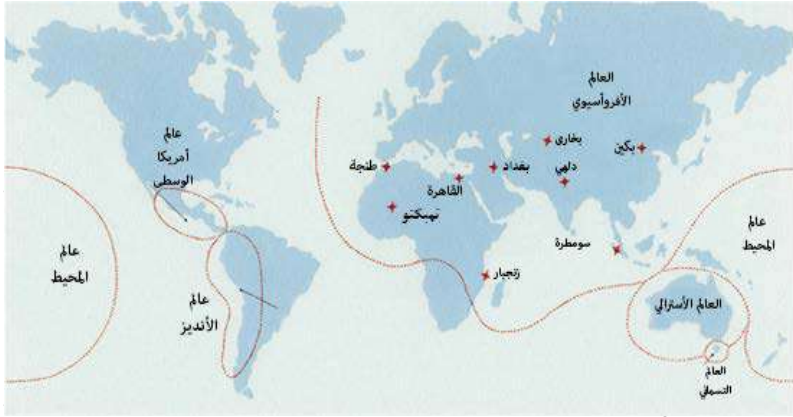 العالم
الأفروآسيوي
عالم
أمريكا
الوسطى
بخارى
بكين
طنجة
بغداد
دلهي
القاهرة
تمبكتو
سومطرة
عالم
المحيط
عالم
المحيط
زنجبار
عالم
الأنديز
العالم الأسترالي
العالم
التسماني